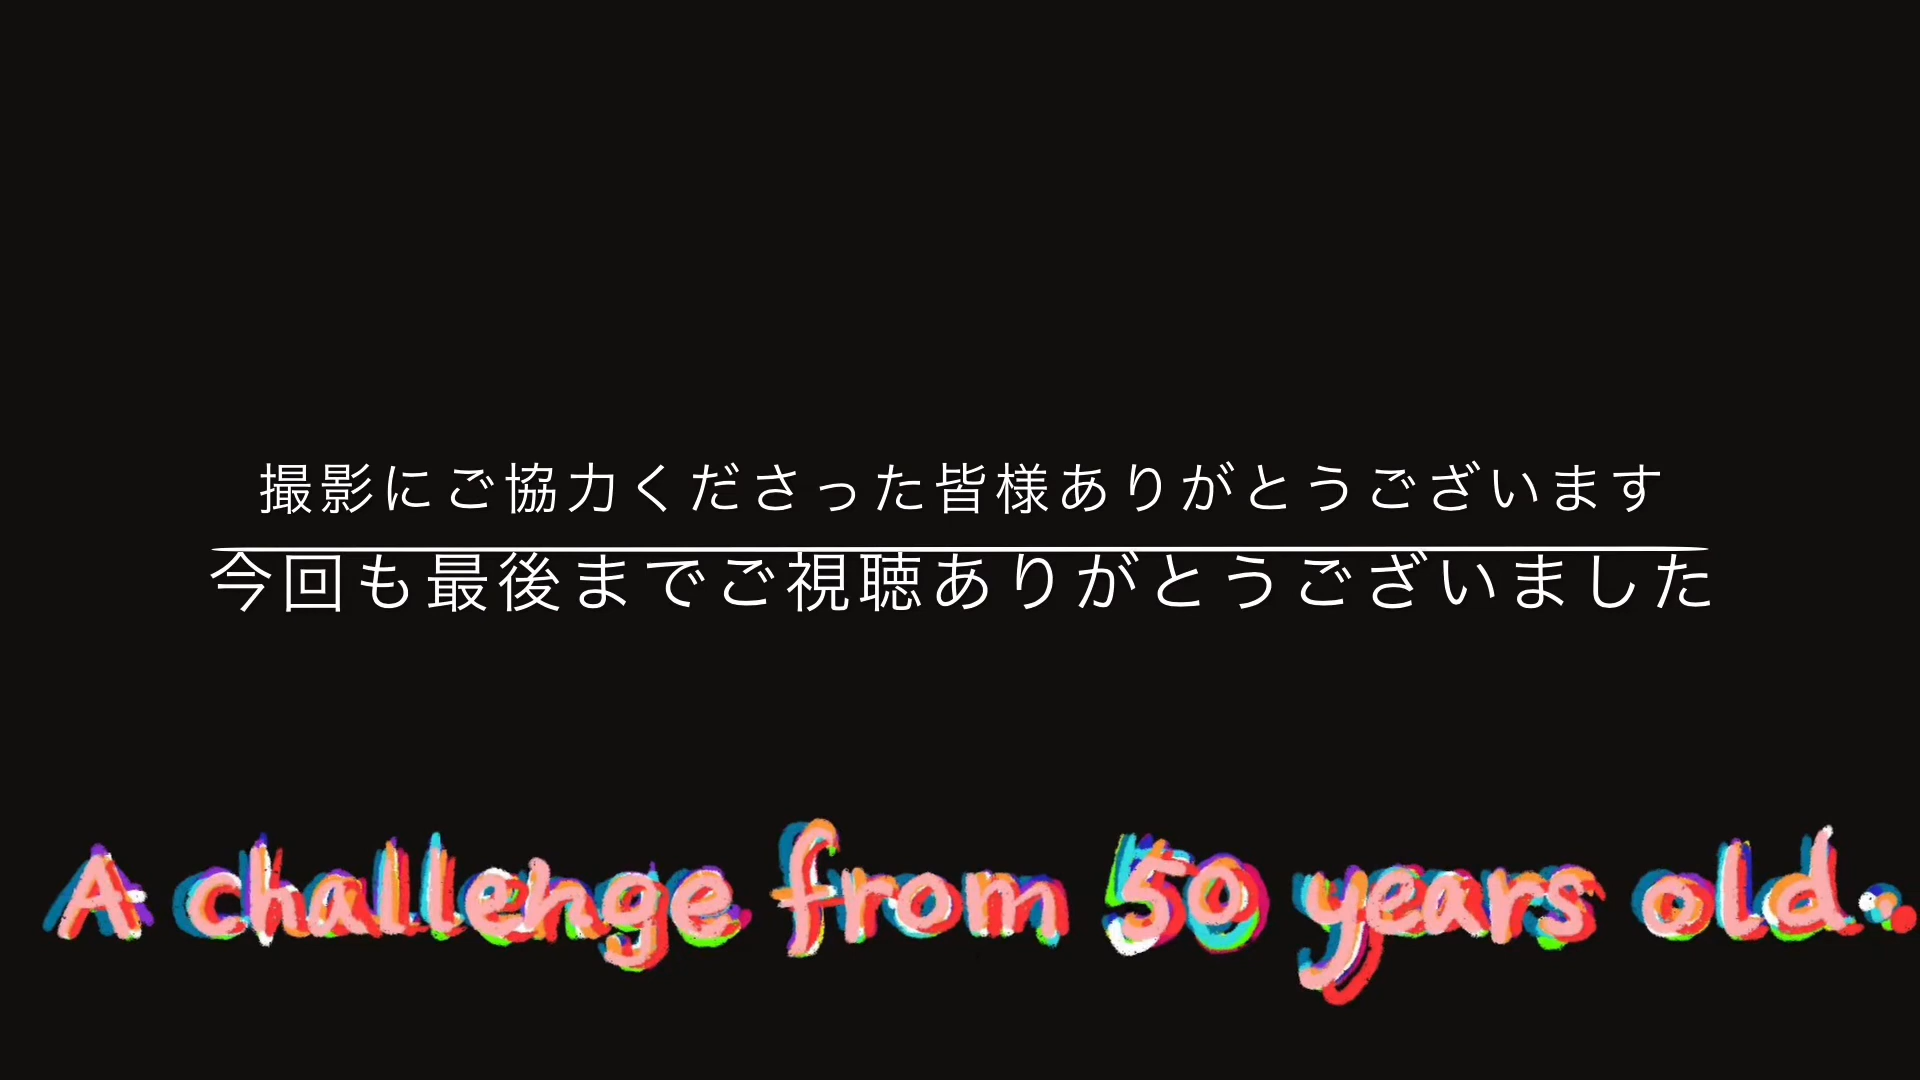 撮影にご協力くださった皆様ありがとうございます
今回も最後までご視聴ありがとうございました
A challenge from 50 years old.